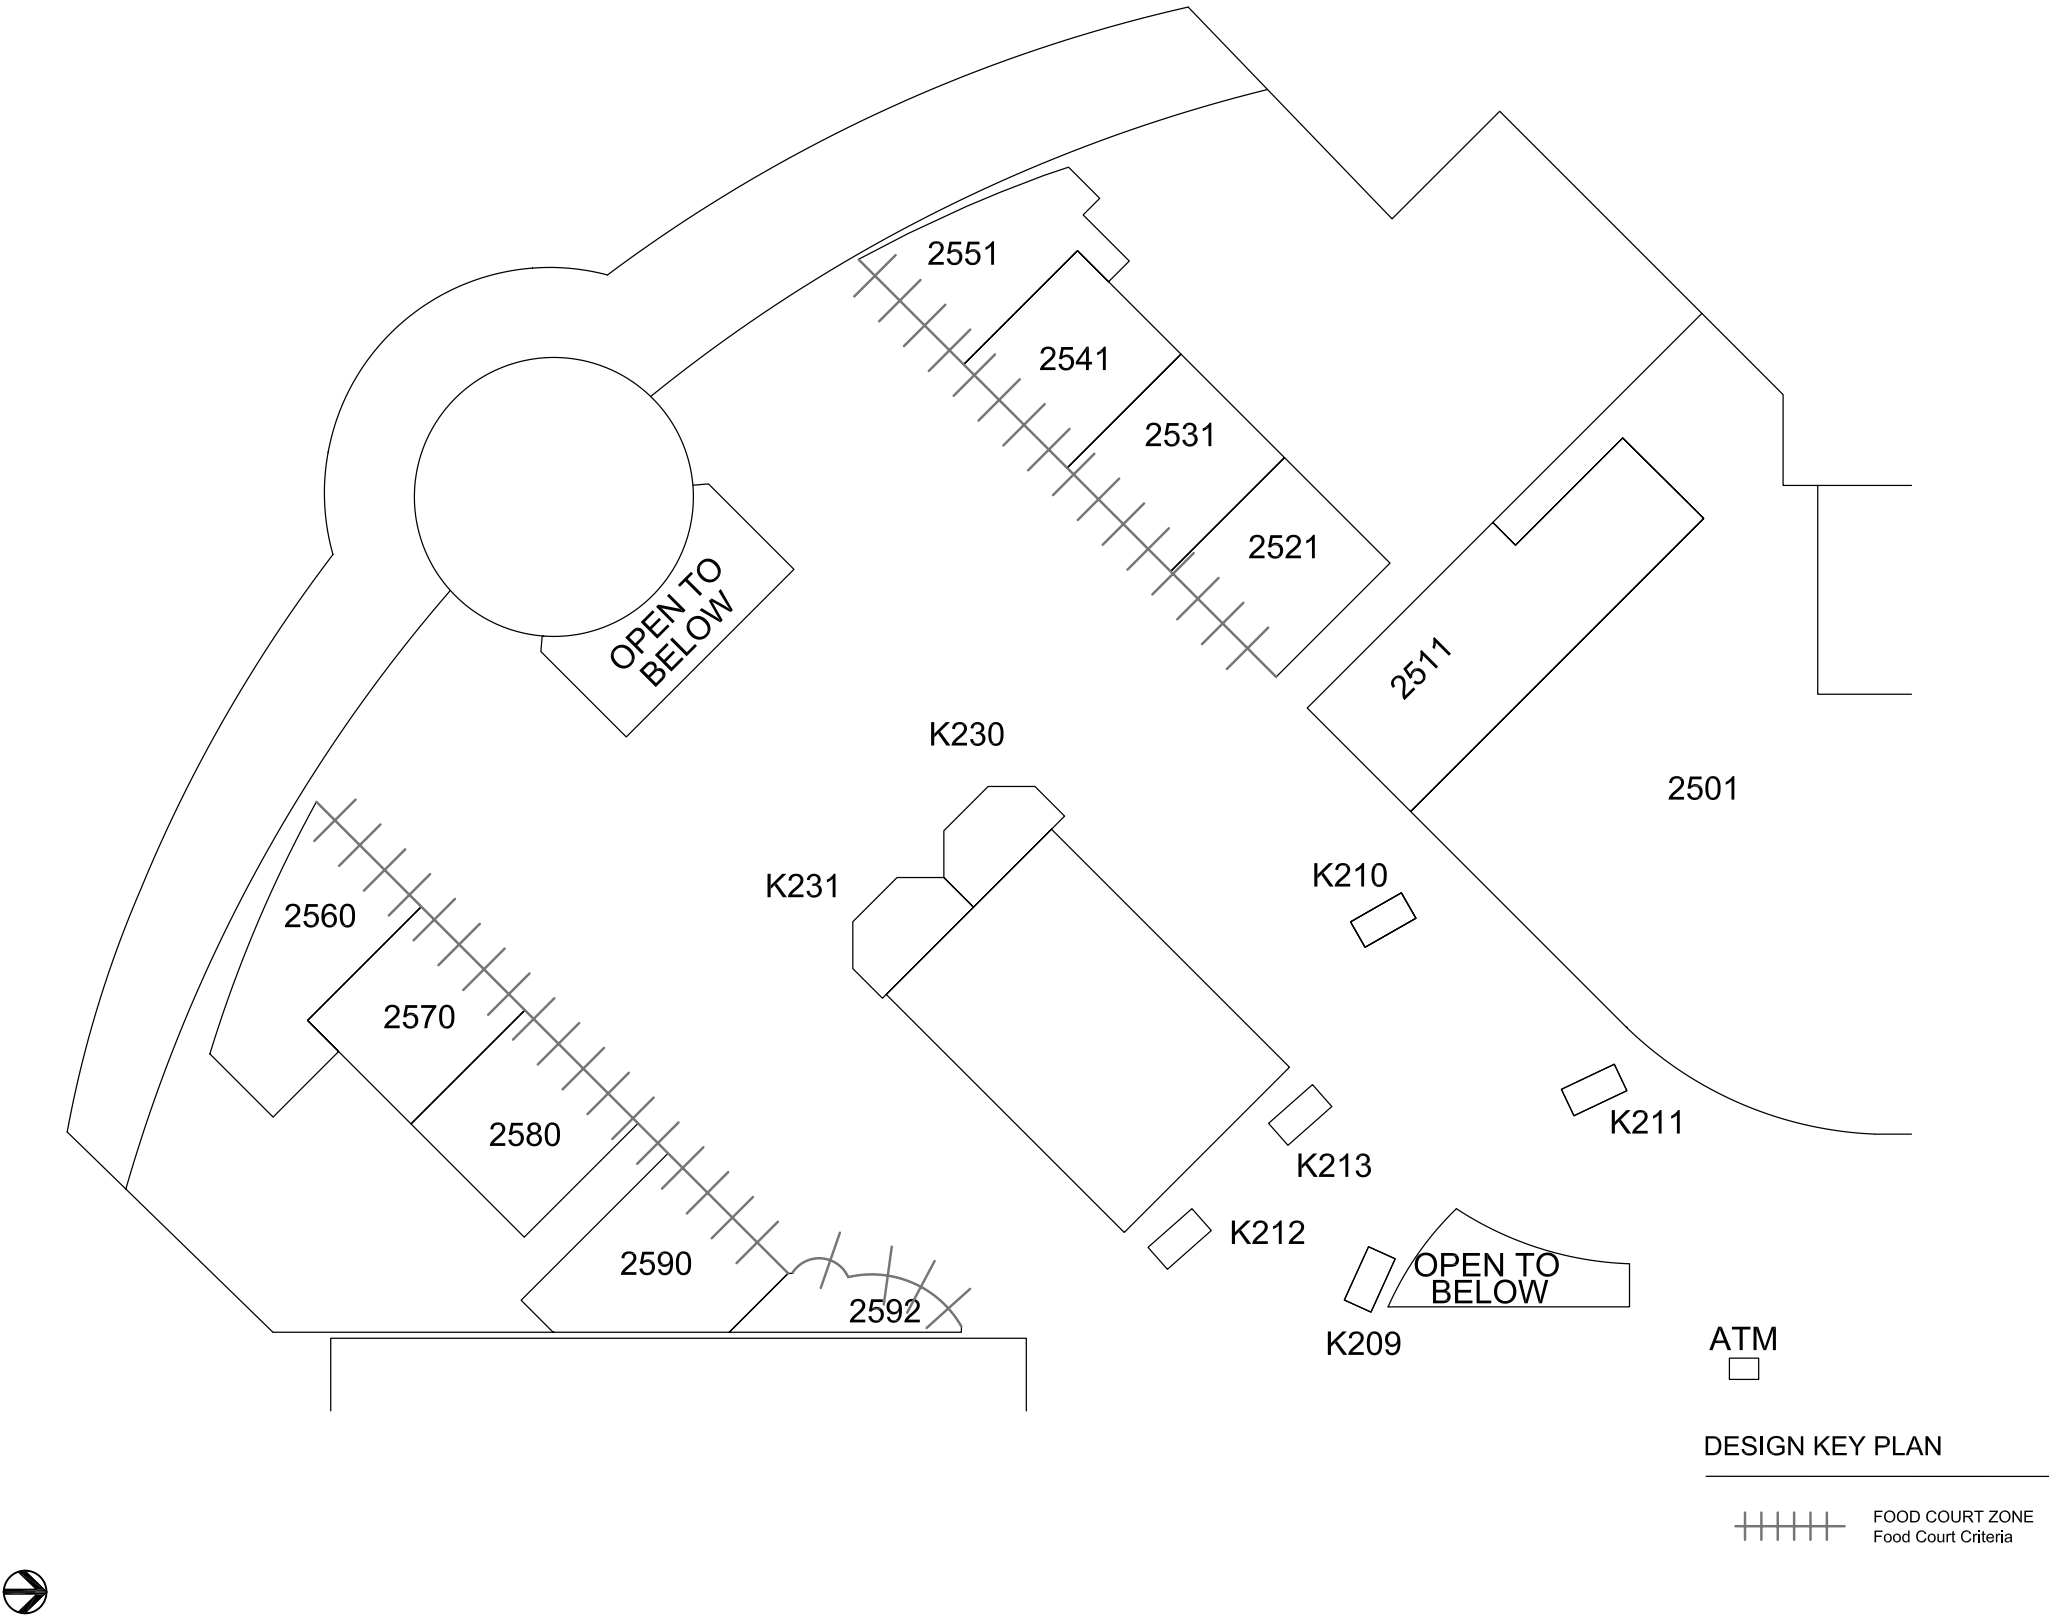 2551
2541
2531
2521
OPEN TO
BELOW
2511
K230
2501
K231
K210
2560
2570
2580
K211
K213
K212
2590
OPEN TO
BELOW
2592
K209
ATM
DESIGN KEY PLAN
FOOD COURT ZONE
Food Court Criteria